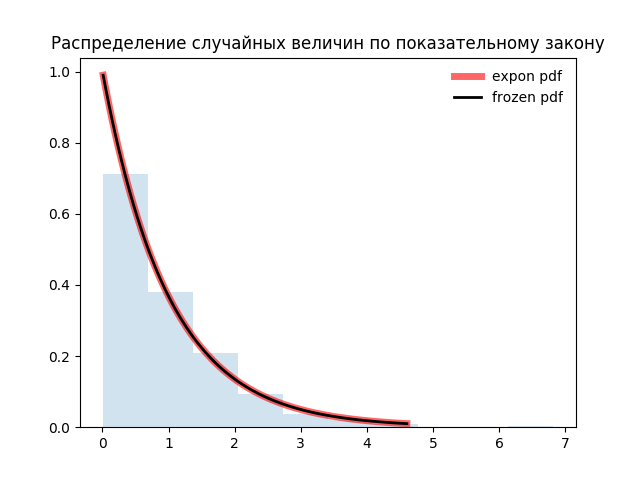 Распределение случайных величин по показательному закону
expon pdf
frozen pdf
1.0
0.8
0.6
0.4
0.2
0.0
0 1 2 3 4 5 6 7